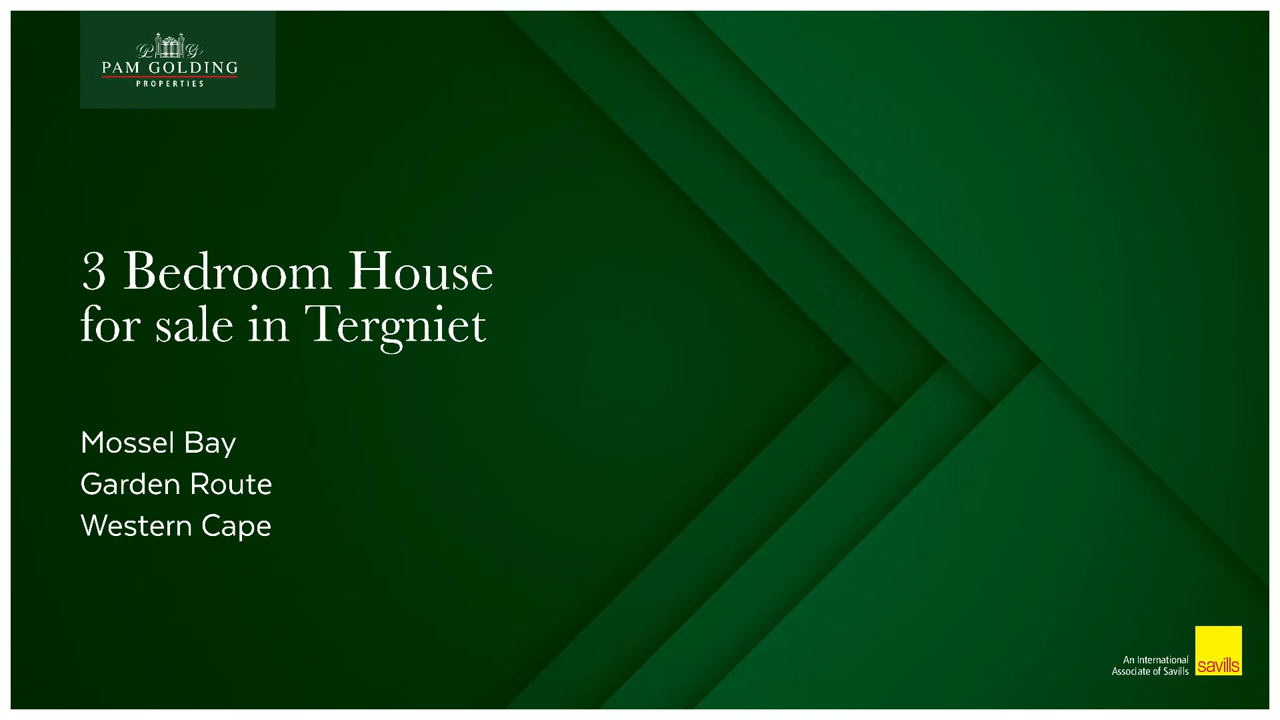 PAM GOLDING
PROPERTIES
3 Bedroom House
for sale in Tergniet
Mossel Bay
Garden Route
Western Cape
An International
Associate of Savills
savills